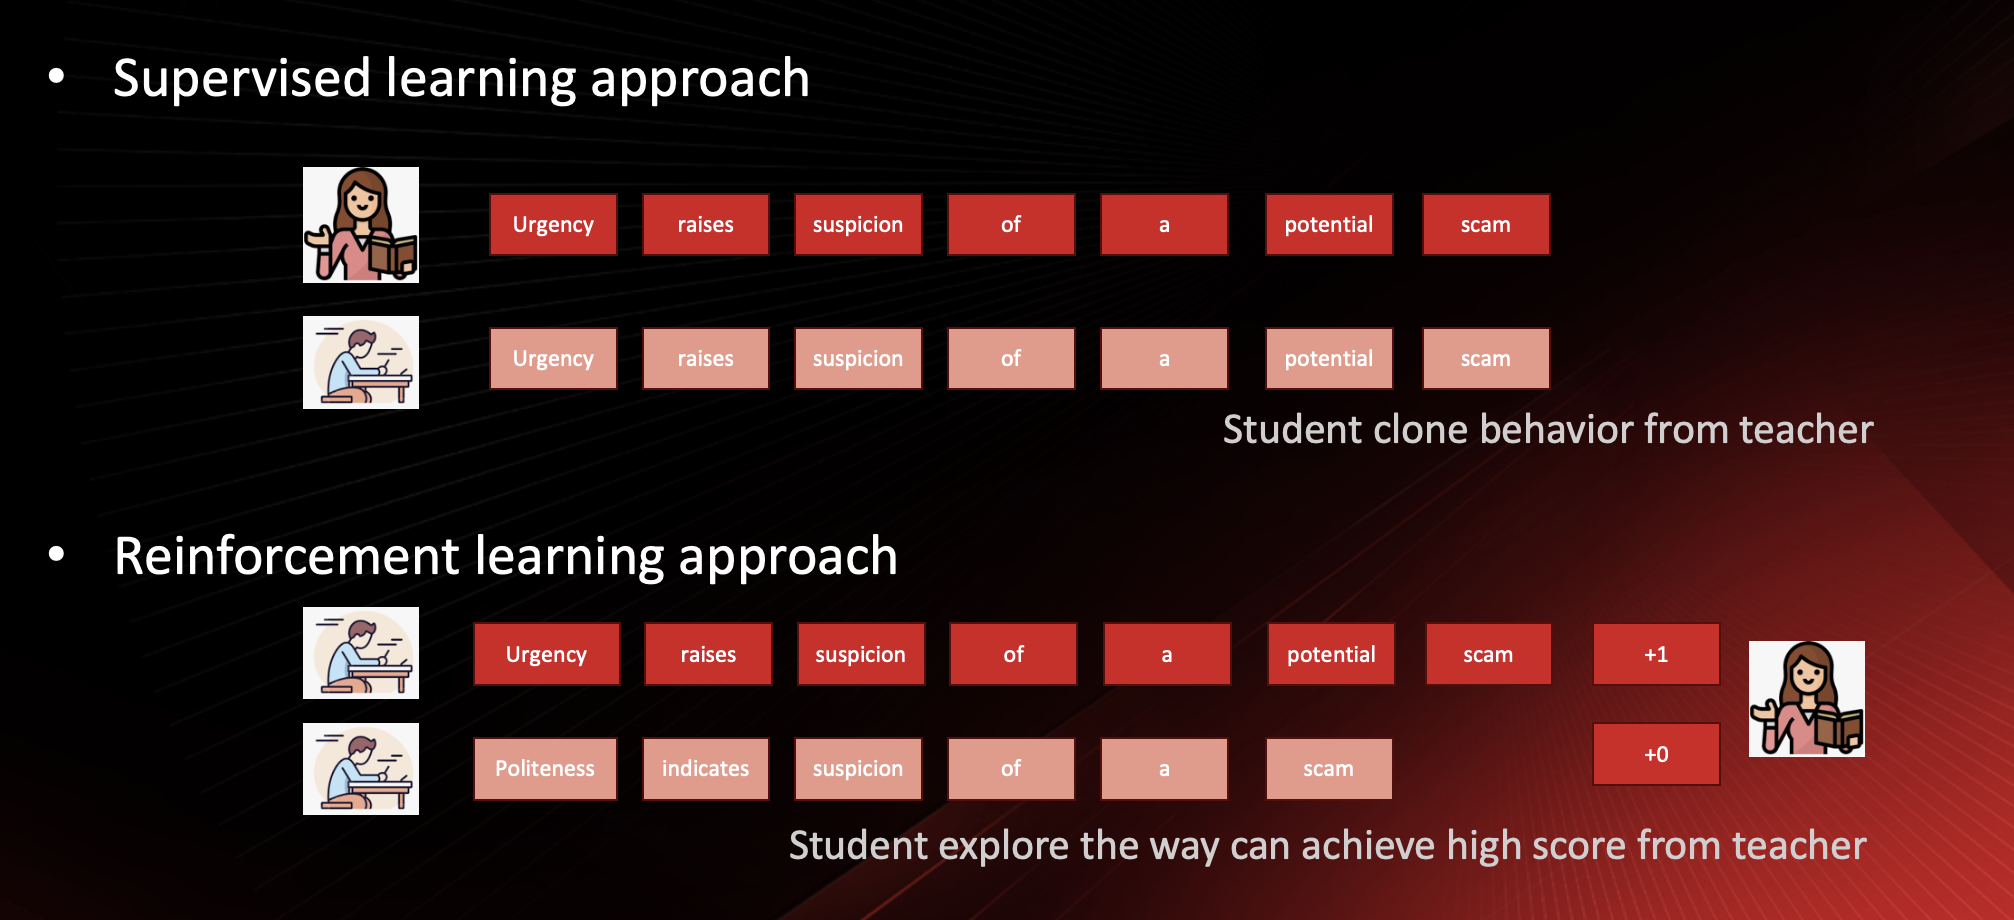 • Supervised learning approach
Urgency raises suspicion of a potential scam
Urgency raises suspicion of a potential scam
Student clone behavior from teacher
• Reinforcement learning approach
Urgency raises suspicion of a potential scam +1
Politeness indicates suspicion of a scam +0
Student explore the way can achieve high score from teacher